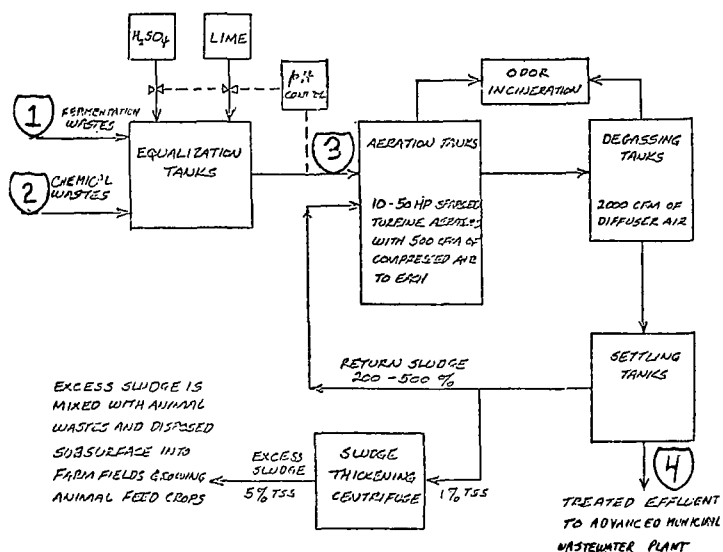 H₂SO₄
LIME
pH
CONTROL
1
FERMENTATION
WASTES
2
CHEMICAL
WASTES
EQUALIZATION
TANKS
3
AERATION TANKS
10-50 HP SPARGED
TURBINE AERATORS
WITH 500 CFM OF
COMPRESSED AIR
TO EACH
ODOR
INCINERATION
DEGASSING
TANKS
2000 CFM OF
DIFFUSER AIR
SETTLING
TANKS
RETURN SLUDGE
200-500 %
EXCESS SLUDGE IS
MIXED WITH ANIMAL
WASTES AND DISPOSED
SUBSURFACE INTO
FARM FIELDS GROWING
ANIMAL FEED CROPS
EXCESS
SLUDGE
5% TSS
SLUDGE
THICKENING
CENTRIFUGE
1% TSS
4
TREATED EFFLUENT
TO ADVANCED MUNICIPAL
WASTEWATER PLANT